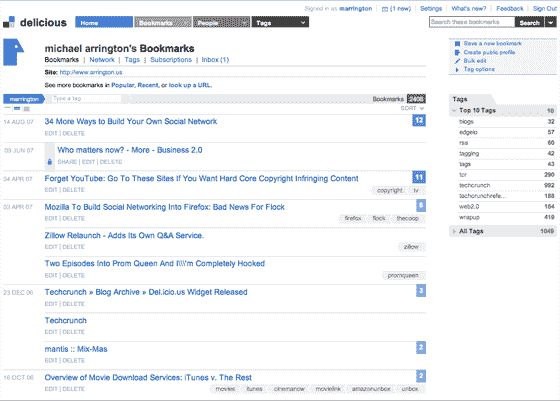 Signed in as marrington (1 new) Settings What's new? Feedback Sign Out
delicious Home Bookmarks People Tags Search these bookmarks Search
michael arrington's Bookmarks
Bookmarks | Network | Tags | Subscriptions | Inbox (1)
Site: http://www.arrington.us
See more bookmarks in Popular, Recent, or look up a URL.
Save a new bookmark
Create public profile
Bulk edit
Tag options
marrington Type a tag Bookmarks 2408
SORT
14 AUG 07 34 More Ways to Build Your Own Social Network 12
EDIT | DELETE
Who matters now? - More - Business 2.0
SHARE | EDIT | DELETE
04 APR 07 Forget YouTube: Go To These Sites If You Want Hard Core Copyright Infringing Content 11
EDIT | DELETE copyright tv
03 APR 07 Mozilla To Build Social Networking Into Firefox: Bad News For Flock 6
EDIT | DELETE firefox flock thecoop
Zillow Relaunch - Adds Its Own Q&A Service.
EDIT | DELETE zillow
Two Episodes Into Prom Queen And I\\\\'m Completely Hooked
EDIT | DELETE promqueen
23 DEC 06 Techcrunch » Blog Archive » Del.icio.us Widget Released 3
EDIT | DELETE
Techcrunch
EDIT | DELETE
mantis :: Mix-Mas 2
EDIT | DELETE
16 OCT 06 Overview of Movie Download Services: iTunes v. The Rest 2
EDIT | DELETE movies itunes cinemanow movielink amazonunbox unbox
Tags
Top 10 Tags 10
blogs 32
edgeio 57
rss 60
tagging 42
tags 43
tcr 290
techcrunch 992
techcrunchrefe... 188
web2.0 184
wrapup 419
All Tags 1049